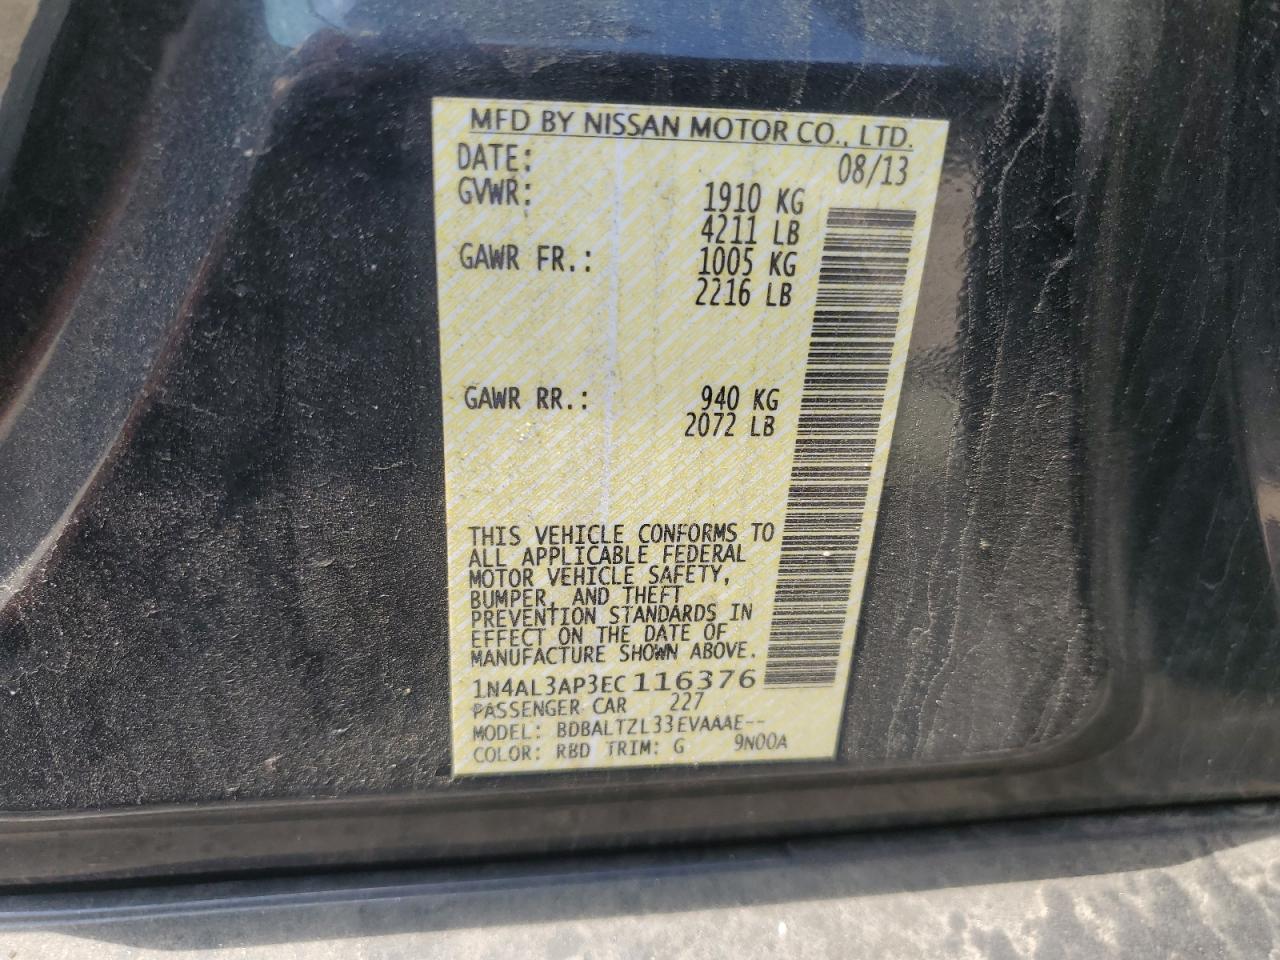 MFD BY NISSAN MOTOR CO., LTD.
DATE: 08/13
GVWR: 1910 KG
4211 LB
GAWR FR.: 1005 KG
2216 LB
GAWR RR.: 940 KG
2072 LB
THIS VEHICLE CONFORMS TO
ALL APPLICABLE FEDERAL
MOTOR VEHICLE SAFETY,
BUMPER, AND THEFT
PREVENTION STANDARDS IN
EFFECT ON THE DATE OF
MANUFACTURE SHOWN ABOVE.
1N4AL3AP3EC116376
PASSENGER CAR 227
MODEL: BDBALTZL33EVAAAE--
COLOR: RBD TRIM: G 9N00A